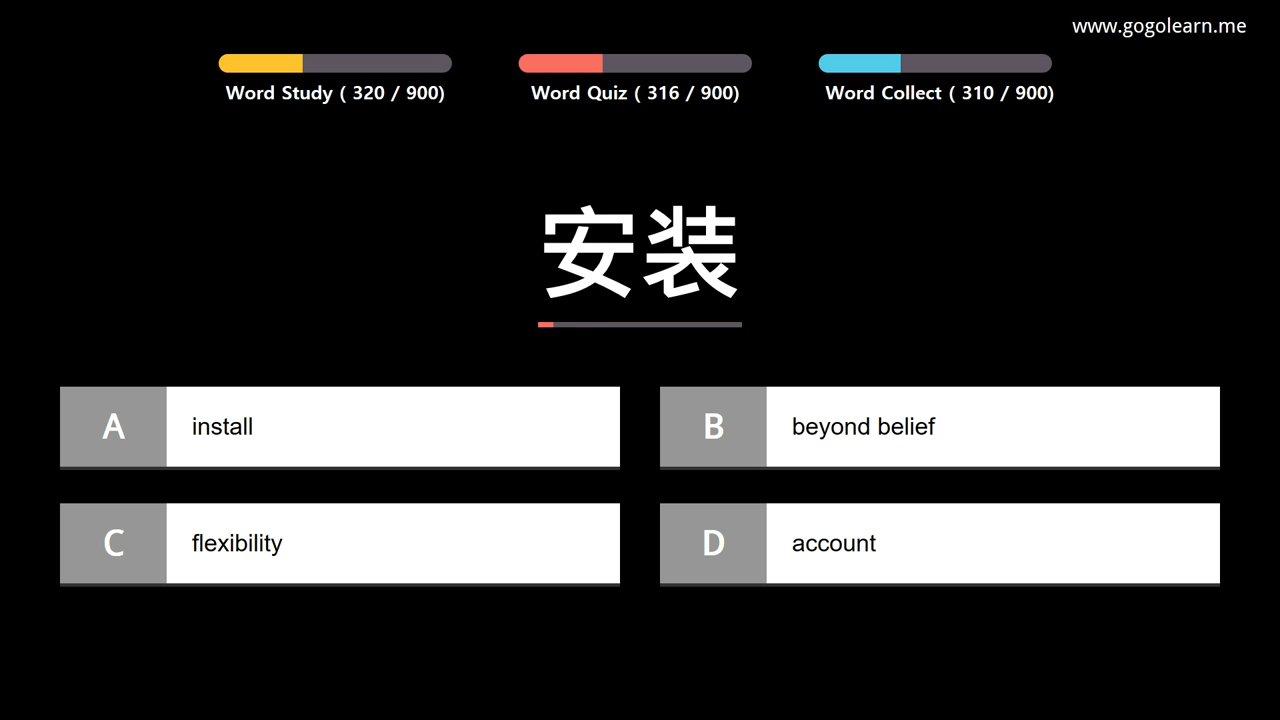 www.gogolearn.me
Word Study ( 320 / 900)
Word Quiz ( 316 / 900)
Word Collect ( 310 / 900)
安装
A
install
B
beyond belief
C
flexibility
D
account